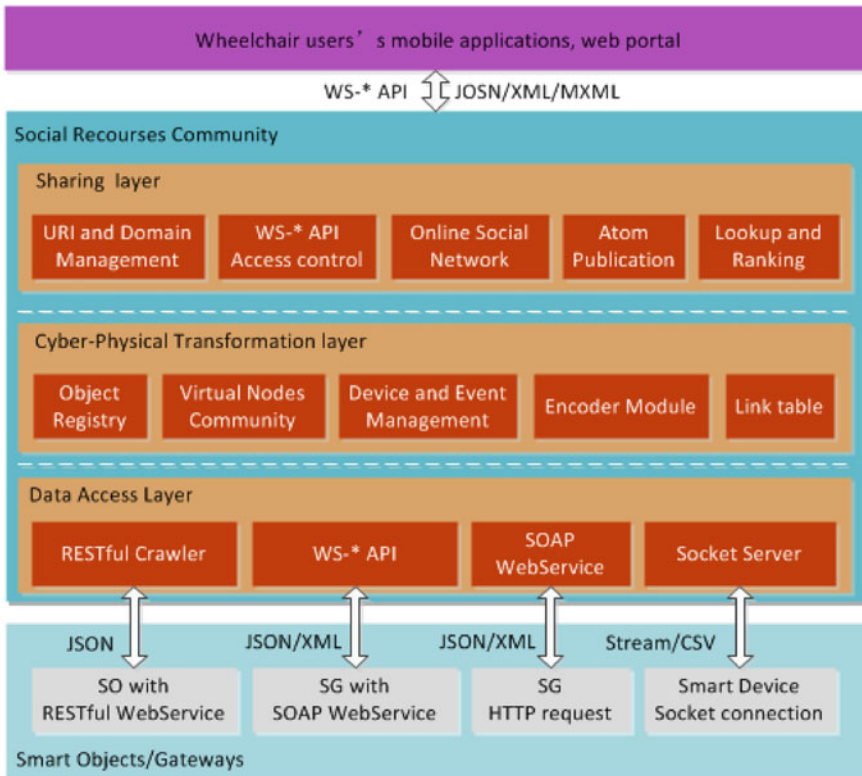 Wheelchair users’s mobile applications, web portal
WS-* API JOSN/XML/MXML
Social Recourses Community
Sharing layer
URI and Domain
Management
WS-* API
Access control
Online Social
Network
Atom
Publication
Lookup and
Ranking
Cyber-Physical Transformation layer
Object
Registry
Virtual Nodes
Community
Device and Event
Management
Encoder Module
Link table
Data Access Layer
RESTful Crawler
WS-* API
SOAP
WebService
Socket Server
JSON
JSON/XML
JSON/XML
Stream/CSV
SO with
RESTful WebService
SG with
SOAP WebService
SG
HTTP request
Smart Device
Socket connection
Smart Objects/Gateways